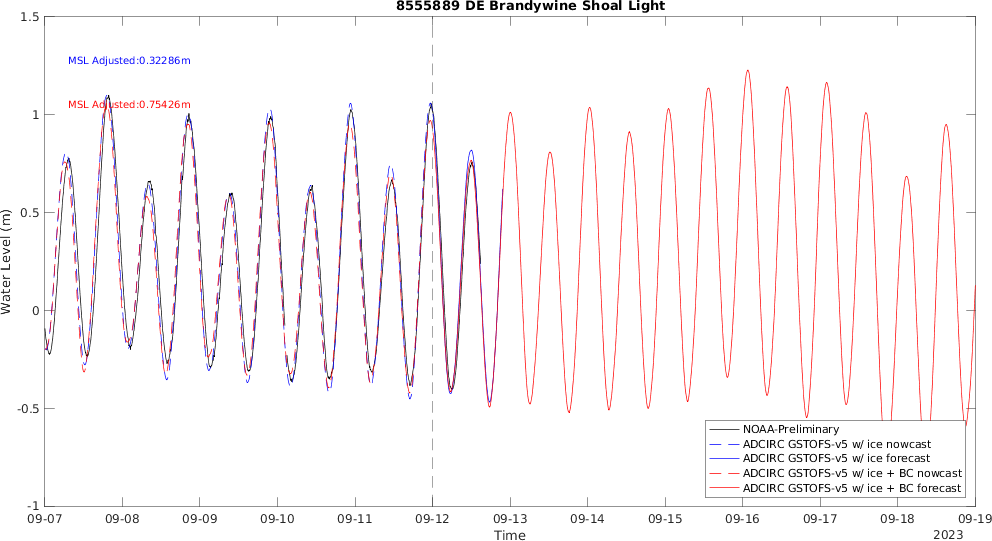 8555889 DE Brandywine Shoal Light
1.5
1
0.5
0
-0.5
-1
Water Level (m)
MSL Adjusted:0.32286m
MSL Adjusted:0.75426m
NOAA-Preliminary
ADCIRC GSTOFS-v5 w/ ice nowcast
ADCIRC GSTOFS-v5 w/ ice forecast
ADCIRC GSTOFS-v5 w/ ice + BC nowcast
ADCIRC GSTOFS-v5 w/ ice + BC forecast
09-07 09-08 09-09 09-10 09-11 09-12 09-13 09-14 09-15 09-16 09-17 09-18 09-19
Time
2023